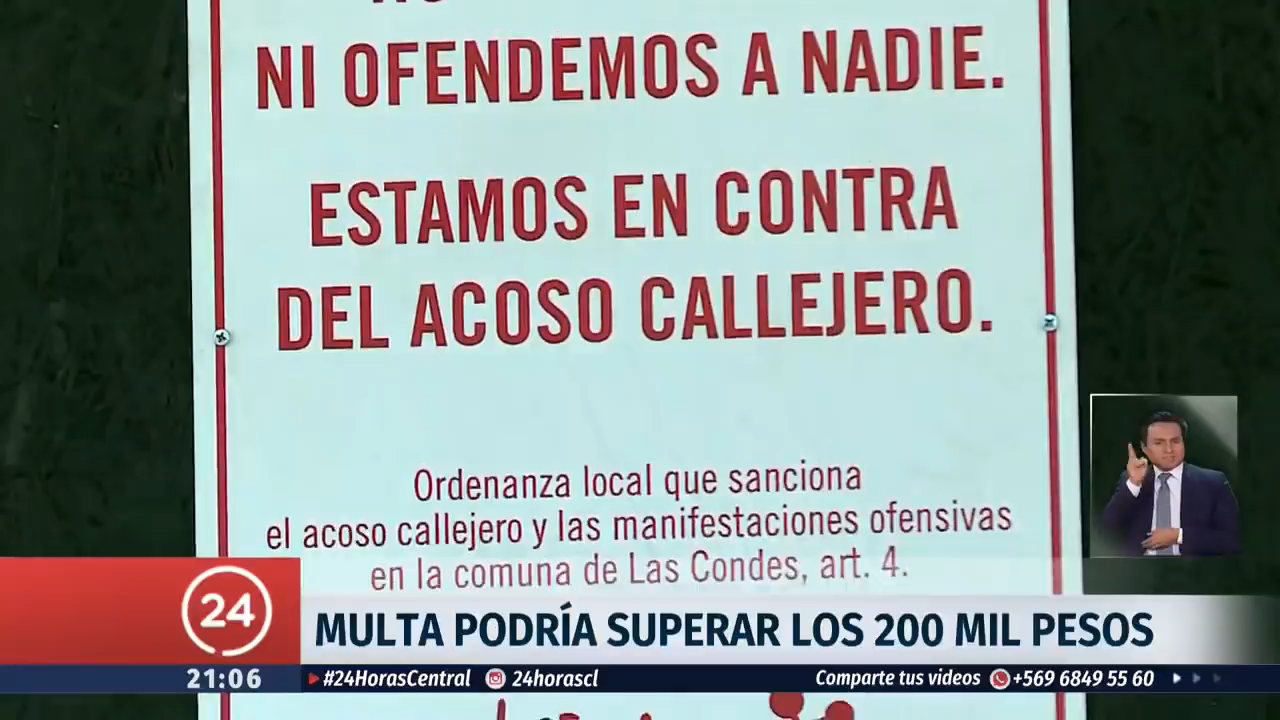 NI OFENDEMOS A NADIE.
ESTAMOS EN CONTRA
DEL ACOSO CALLEJERO.
Ordenanza local que sanciona
el acoso callejero y las manifestaciones ofensivas
en la comuna de Las Condes, art. 4.
24
MULTA PODRÍA SUPERAR LOS 200 MIL PESOS
21:06 #24HorasCentral 24horascl Comparte tus videos +569 6849 55 60